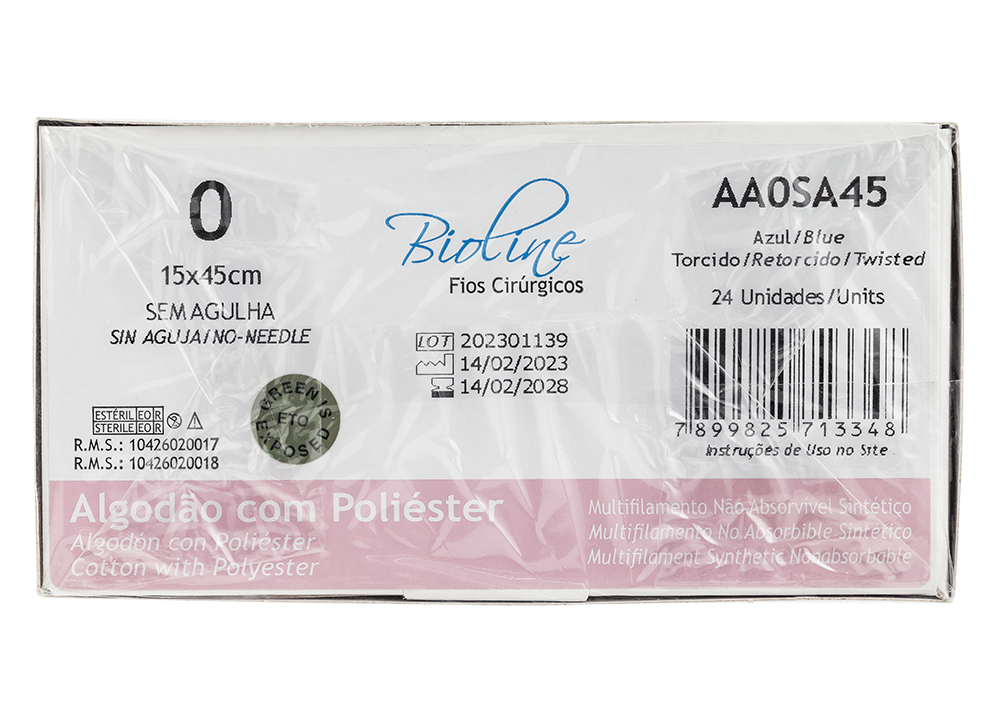 0
15x45cm
SEM AGULHA
SIN AGUJA/NO-NEEDLE
ESTÉRIL EO R
STERILE EO R
R.M.S.: 10426020017
R.M.S.: 10426020018
GREEN IS
ETO
EXPOSED
Bioline
Fios Cirúrgicos
LOT 202301139
14/02/2023
14/02/2028
AA0SA45
Azul/Blue
Torcido/Retorcido/Twisted
24 Unidades/Units
7 899825 713348
Instruções de Uso no Site
Algodão com Poliéster
Algodón con Poliéster
Cotton with Polyester
Multifilamento Não Absorvível Sintético
Multifilamento No Absorbible Sintético
Multifilament Synthetic Nonabsorbable